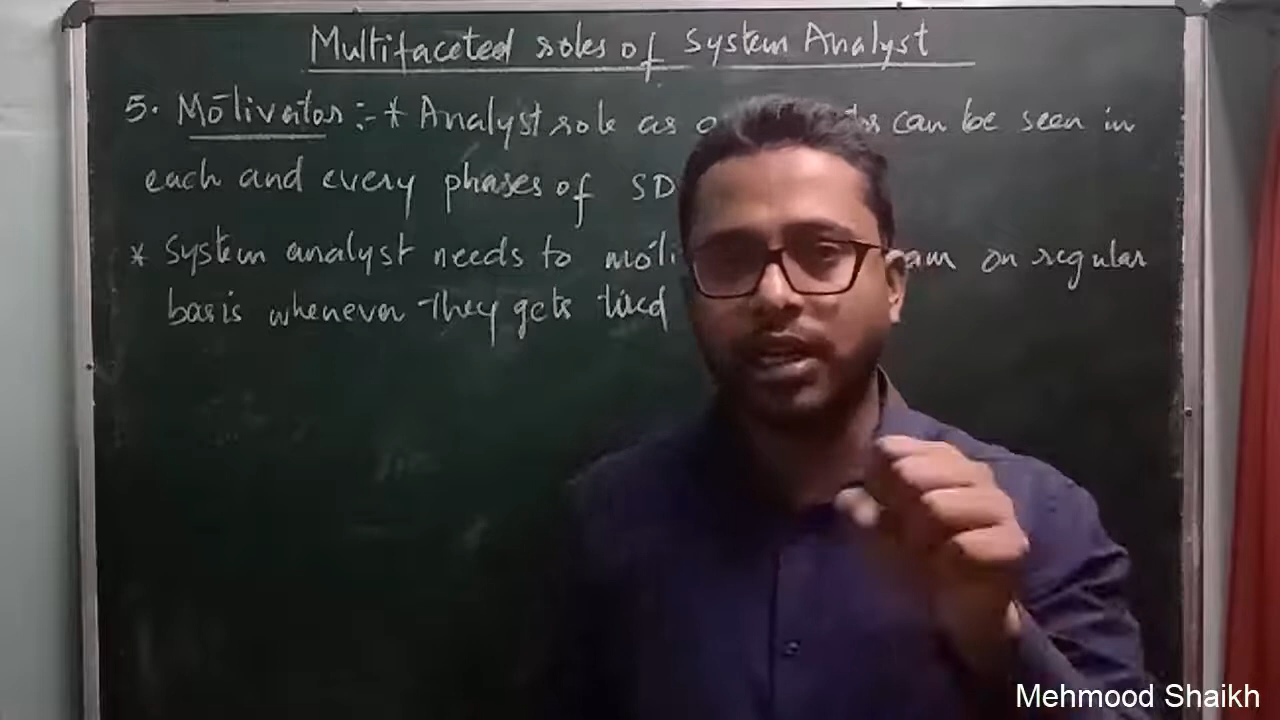 Multifaceted roles of System Analyst
5. Motivator :- * Analyst role as can be seen in
each and every phases of SD
* System analyst needs to moti on regular
basis whenever they gets tired
Mehmood Shaikh